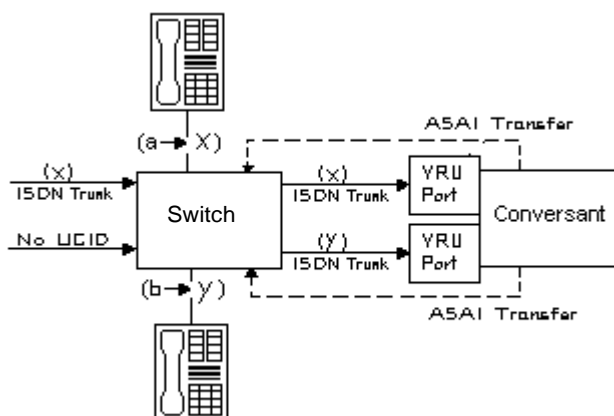 ASAI Transfer
(a → X)
(x)
ISDN Trunk
Switch
(x)
ISDN Trunk
VRU
Port
Conversant
No UCID
(y)
ISDN Trunk
VRU
Port
(b → y)
ASAI Transfer